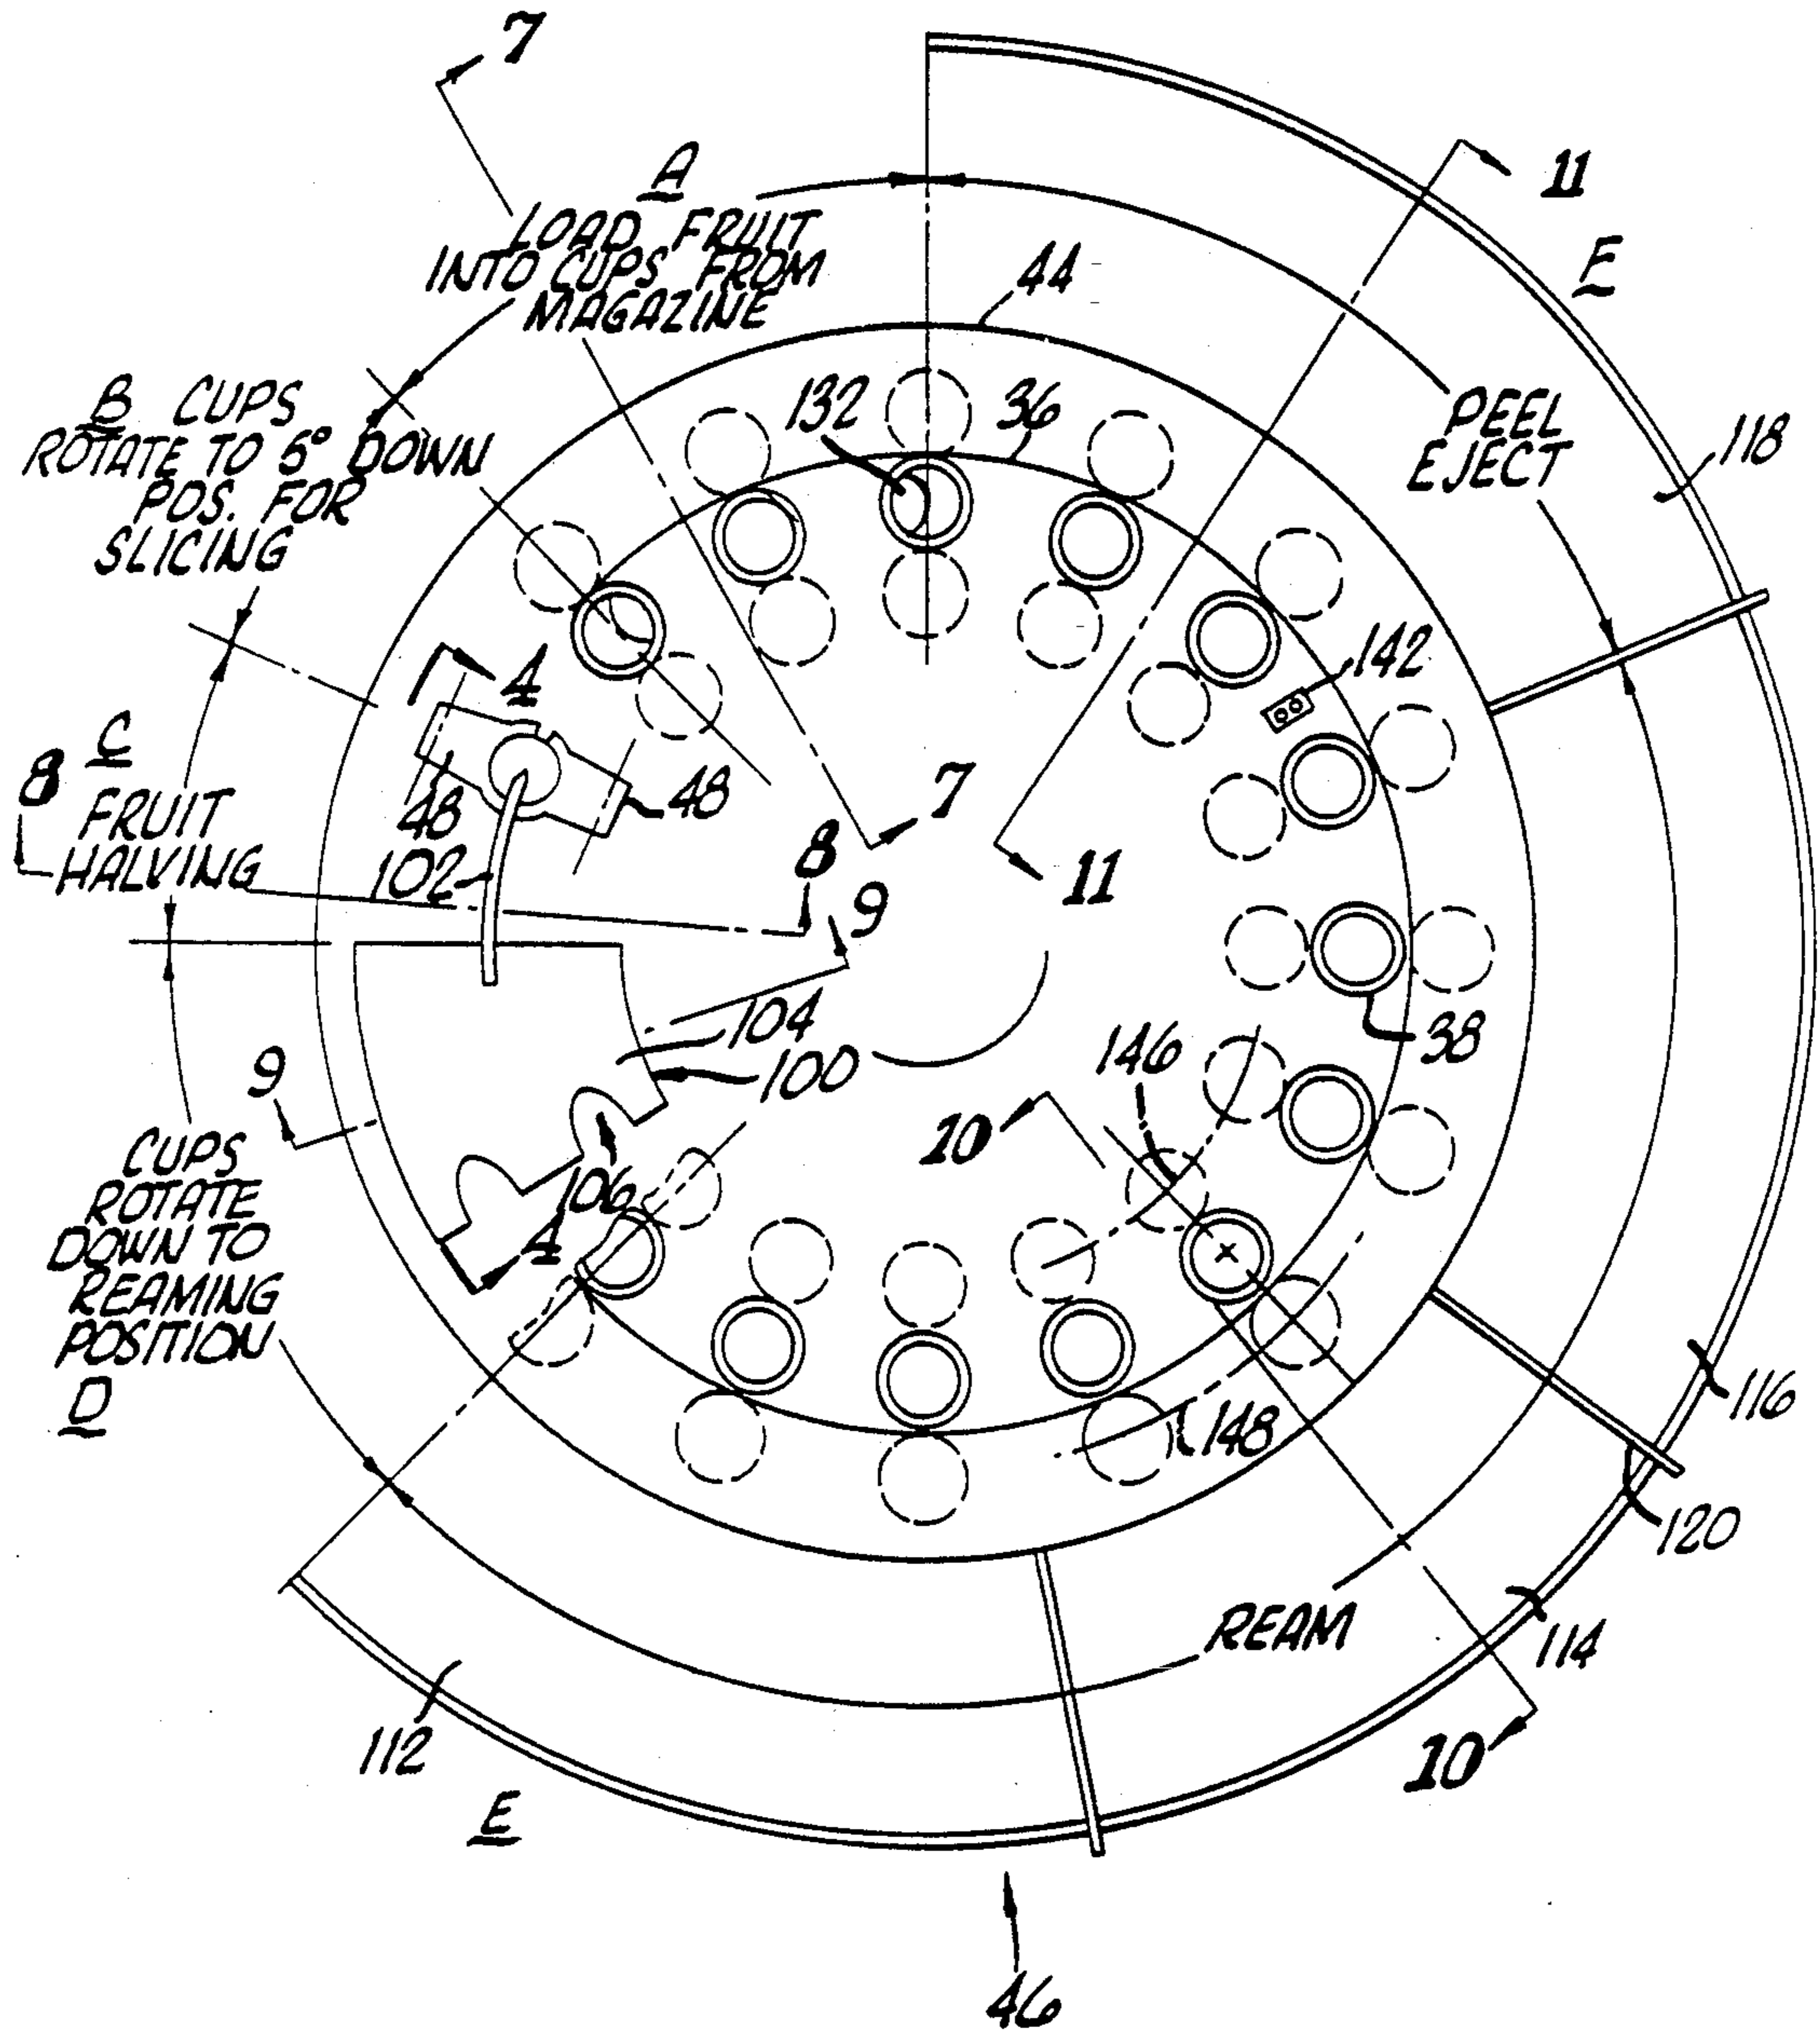 7
A
LOAD FRUIT
INTO CUPS FROM
MAGAZINE
11
F
44
B CUPS
ROTATE TO 5° DOWN
POS. FOR
SLICING
132
36
PEEL
EJECT
118
4
142
C
8
FRUIT
HALVING
48
48
102
7
8
9
11
104
100
38
146
9
10
CUPS
ROTATE
DOWN TO
REAMING
POSITION
D
106
4
148
116
120
REAM
114
112
10
E
46